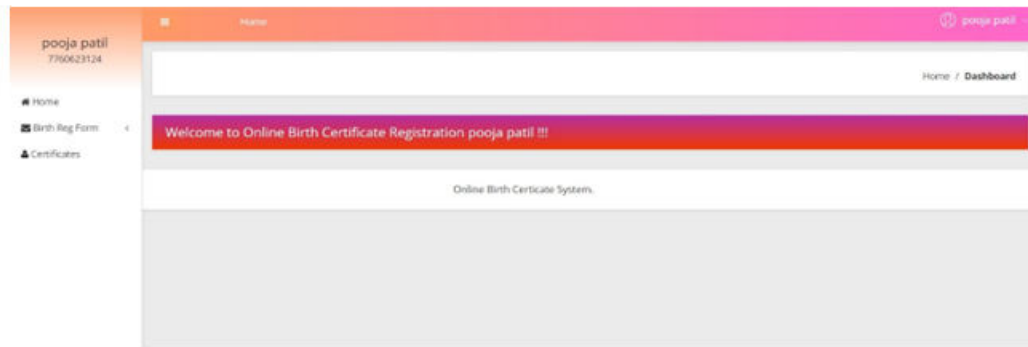 Home
pooja patil
pooja patil
7760623124
Home / Dashboard
Home
Birth Reg Form
Certificates
Welcome to Online Birth Certificate Registration pooja patil !!!
Online Birth Certicate System.